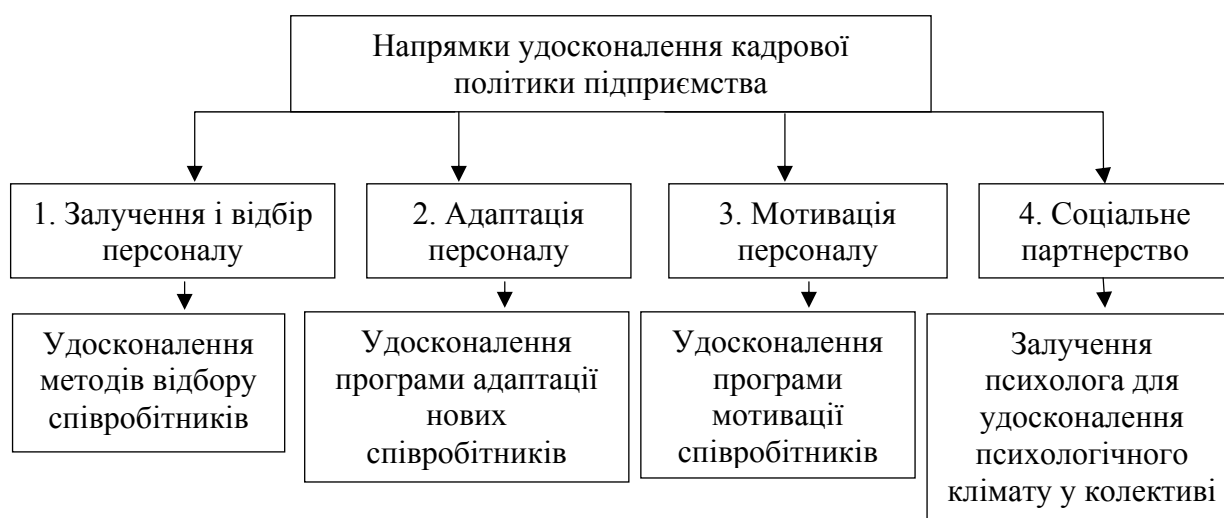 Напрямки удосконалення кадрової
політики підприємства
1. Залучення і відбір
персоналу
2. Адаптація
персоналу
3. Мотивація
персоналу
4. Соціальне
партнерство
Удосконалення
методів відбору
співробітників
Удосконалення
програми адаптації
нових
співробітників
Удосконалення
програми
мотивації
співробітників
Залучення
психолога для
удосконалення
психологічного
клімату у колективі